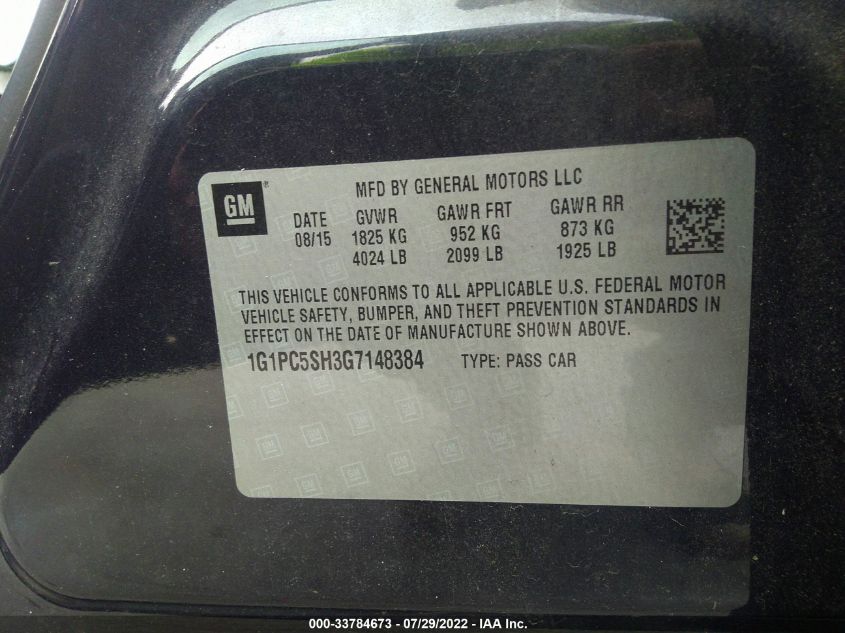 GM ®
MFD BY GENERAL MOTORS LLC
DATE GVWR GAWR FRT GAWR RR
08/15 1825 KG 952 KG 873 KG
4024 LB 2099 LB 1925 LB
THIS VEHICLE CONFORMS TO ALL APPLICABLE U.S. FEDERAL MOTOR
VEHICLE SAFETY, BUMPER, AND THEFT PREVENTION STANDARDS IN
EFFECT ON THE DATE OF MANUFACTURE SHOWN ABOVE.
1G1PC5SH3G7148384 TYPE: PASS CAR
000-33784673 / 07/29/2022 - IAA Inc.